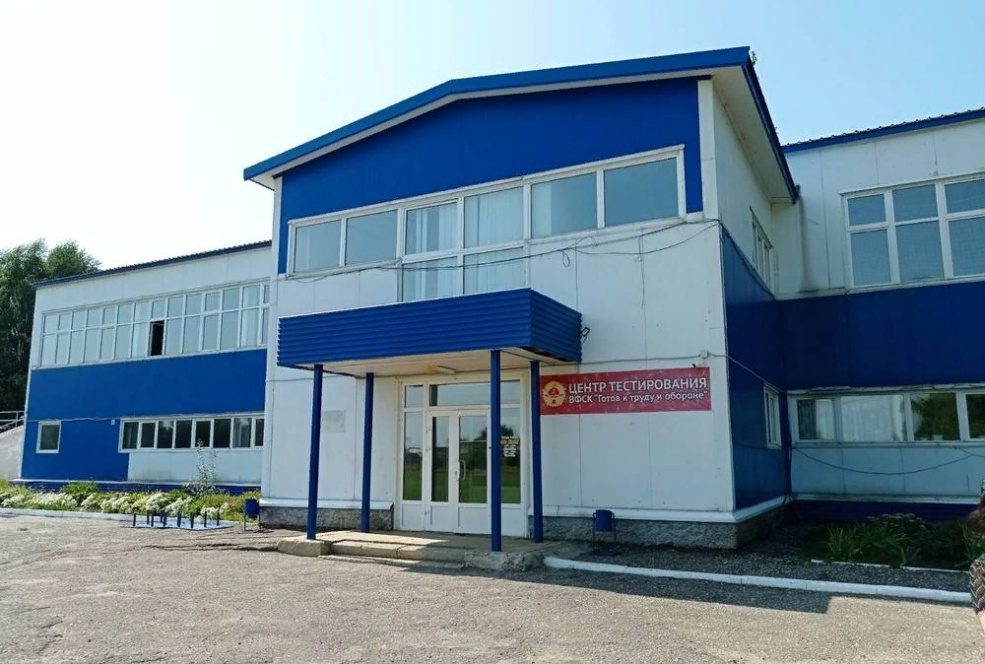 ЦЕНТР ТЕСТИРОВАНИЯ
ВФСК "Готов к труду и обороне"